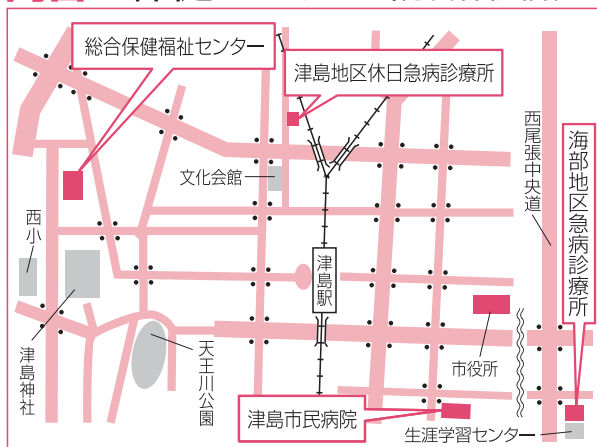 総合保健福祉センター
津島地区休日急病診療所
西尾張中央道
海部地区急病診療所
文化会館
西小
津島駅
津島神社
天王川公園
市役所
津島市民病院
生涯学習センター